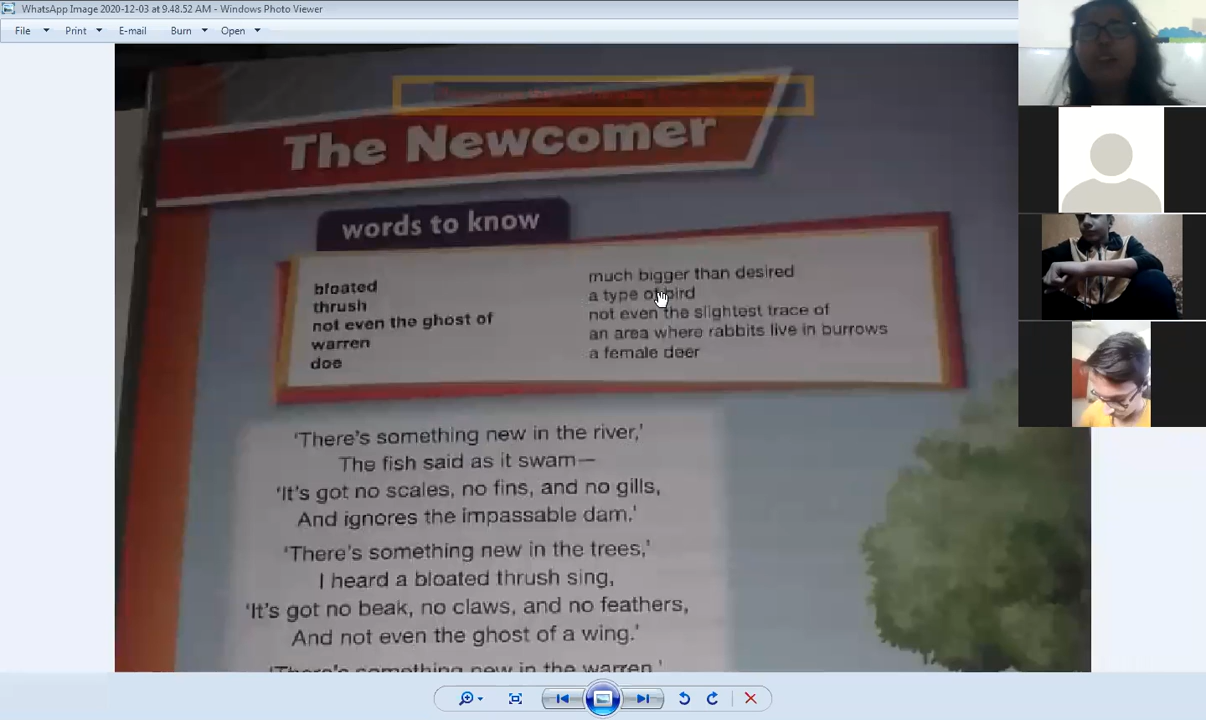 WhatsApp Image 2020-12-03 at 9.48.52 AM - Windows Photo Viewer
File Print E-mail Burn Open
The Newcomer
words to know
bloated much bigger than desired
thrush a type of bird
not even the ghost of not even the slightest trace of
warren an area where rabbits live in burrows
doe a female deer
'There's something new in the river,'
The fish said as it swam—
'It's got no scales, no fins, and no gills,
And ignores the impassable dam.'
'There's something new in the trees,'
I heard a bloated thrush sing,
'It's got no beak, no claws, and no feathers,
And not even the ghost of a wing.'
'There's something new in the warren,'